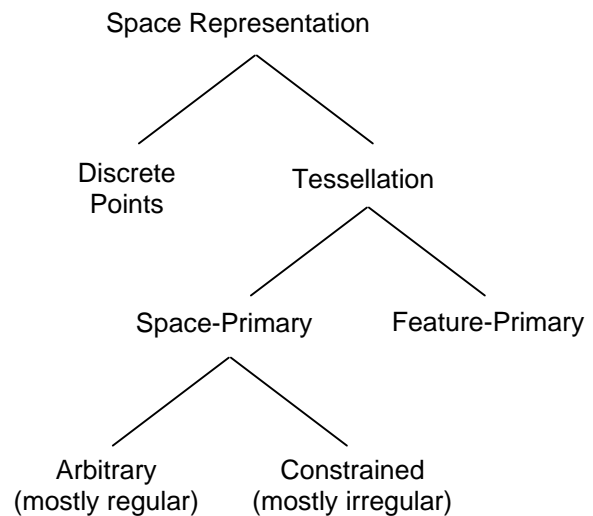 Space Representation
Discrete
Points
Tessellation
Space-Primary
Feature-Primary
Arbitrary
(mostly regular)
Constrained
(mostly irregular)